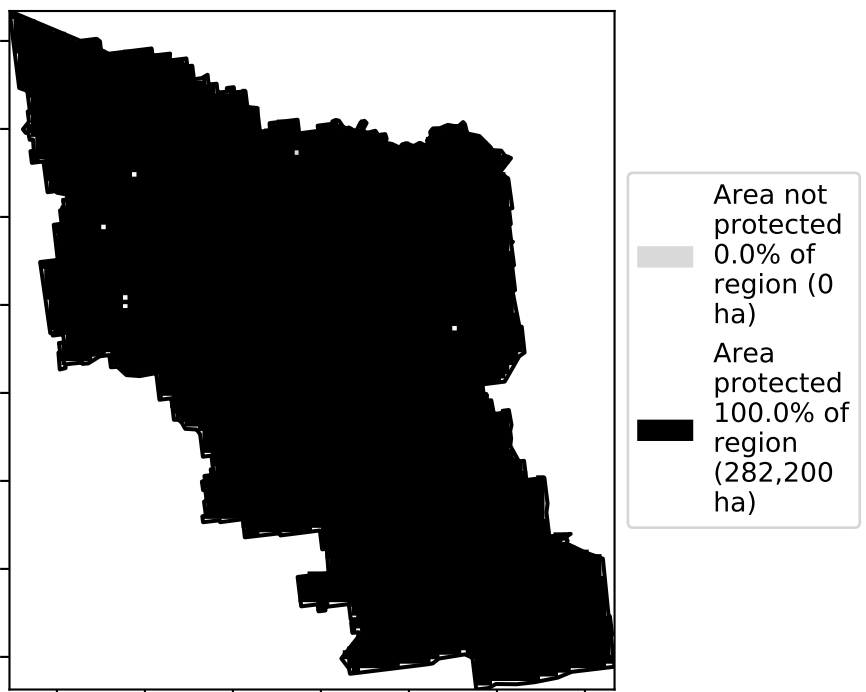 Area not
protected
0.0% of
region (0
ha)
Area
protected
100.0% of
region
(282,200
ha)